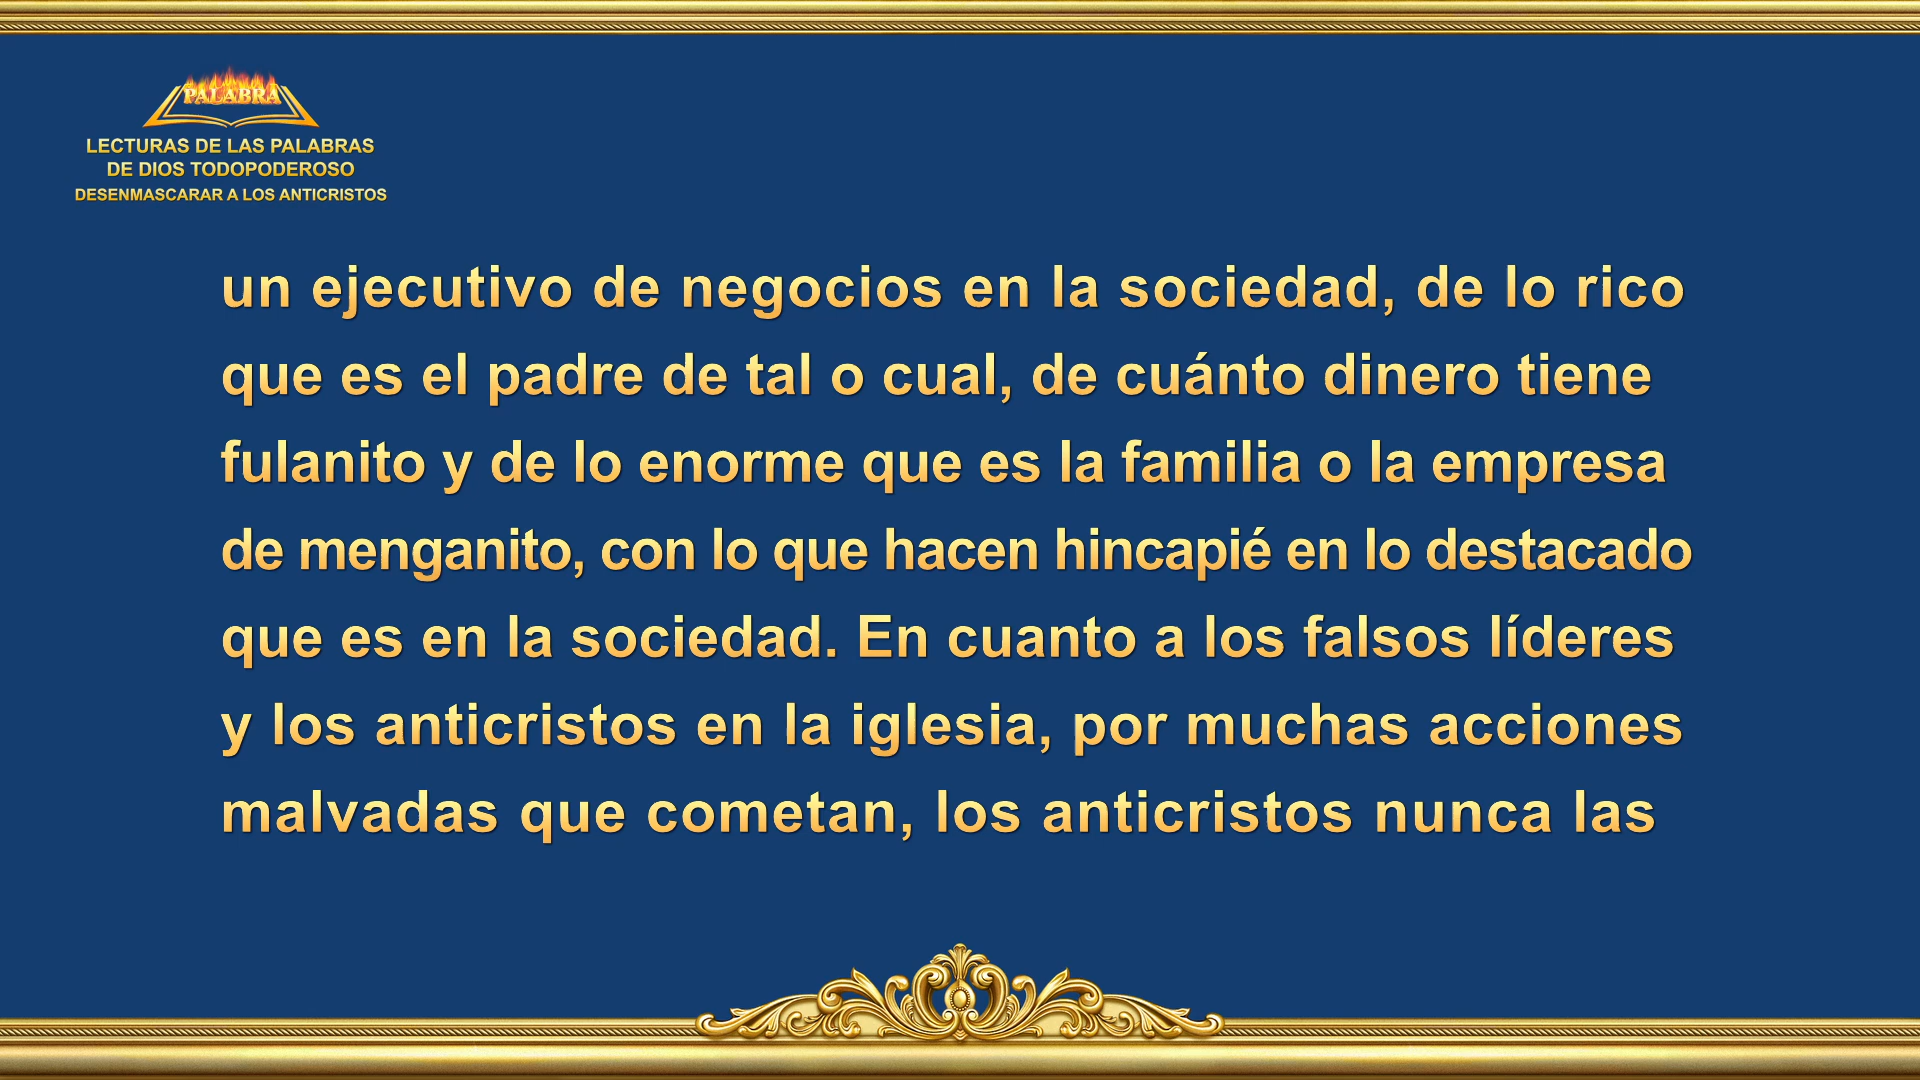 PALABRA
LECTURAS DE LAS PALABRAS
DE DIOS TODOPODEROSO
DESENMASCARAR A LOS ANTICRISTOS
un ejecutivo de negocios en la sociedad, de lo rico
que es el padre de tal o cual, de cuánto dinero tiene
fulanito y de lo enorme que es la familia o la empresa
de menganito, con lo que hacen hincapié en lo destacado
que es en la sociedad. En cuanto a los falsos líderes
y los anticristos en la iglesia, por muchas acciones
malvadas que cometan, los anticristos nunca las